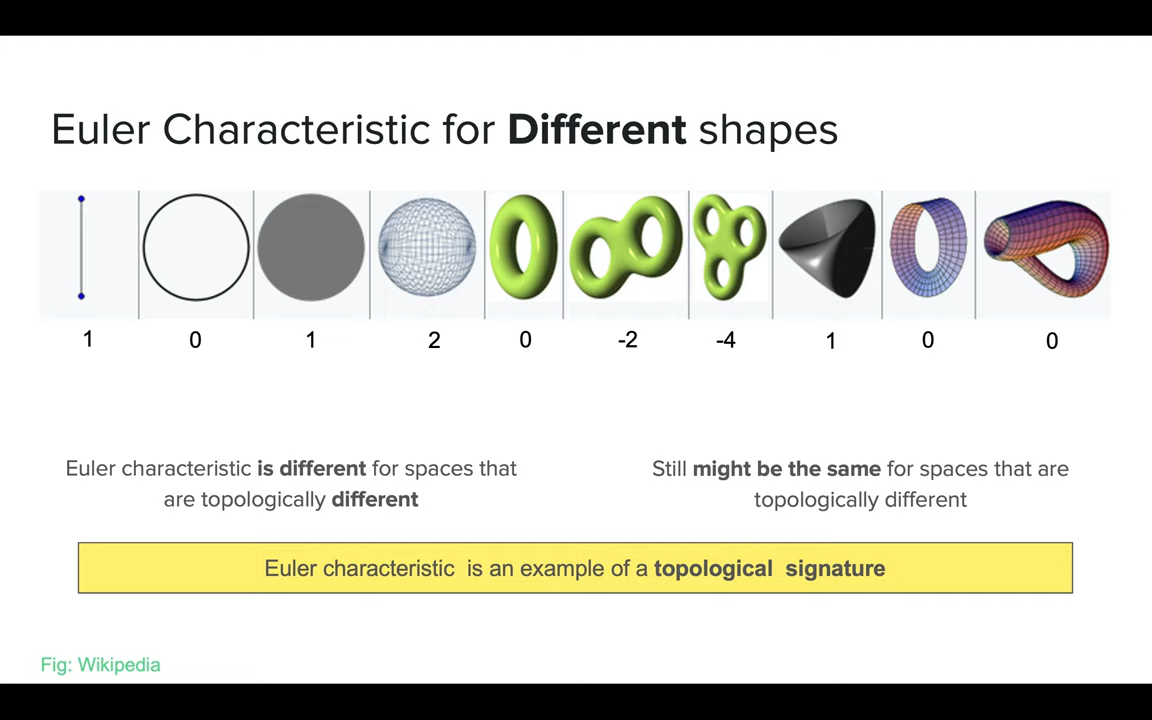 Euler Characteristic for Different shapes
1 0 1 2 0 -2 -4 1 0 0
Euler characteristic is different for spaces that
are topologically different
Still might be the same for spaces that are
topologically different
Euler characteristic is an example of a topological signature
Fig: Wikipedia